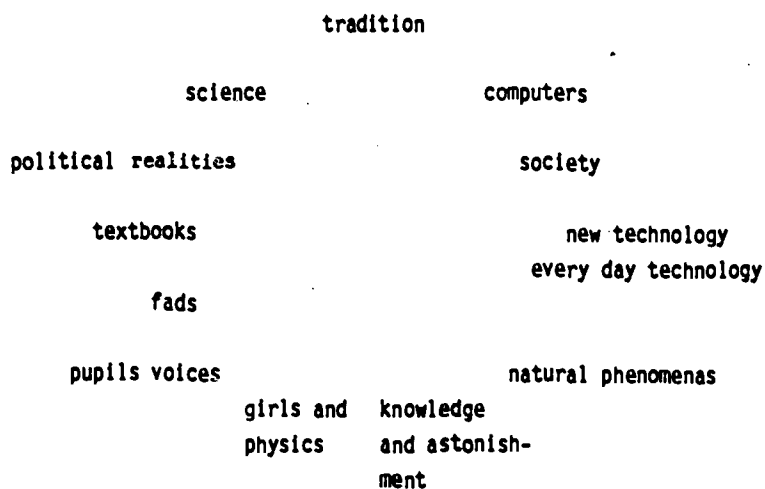 tradition
science computers
political realities society
textbooks new technology
every day technology
fads
pupils voices natural phenomenas
girls and knowledge
physics and astonish-
ment